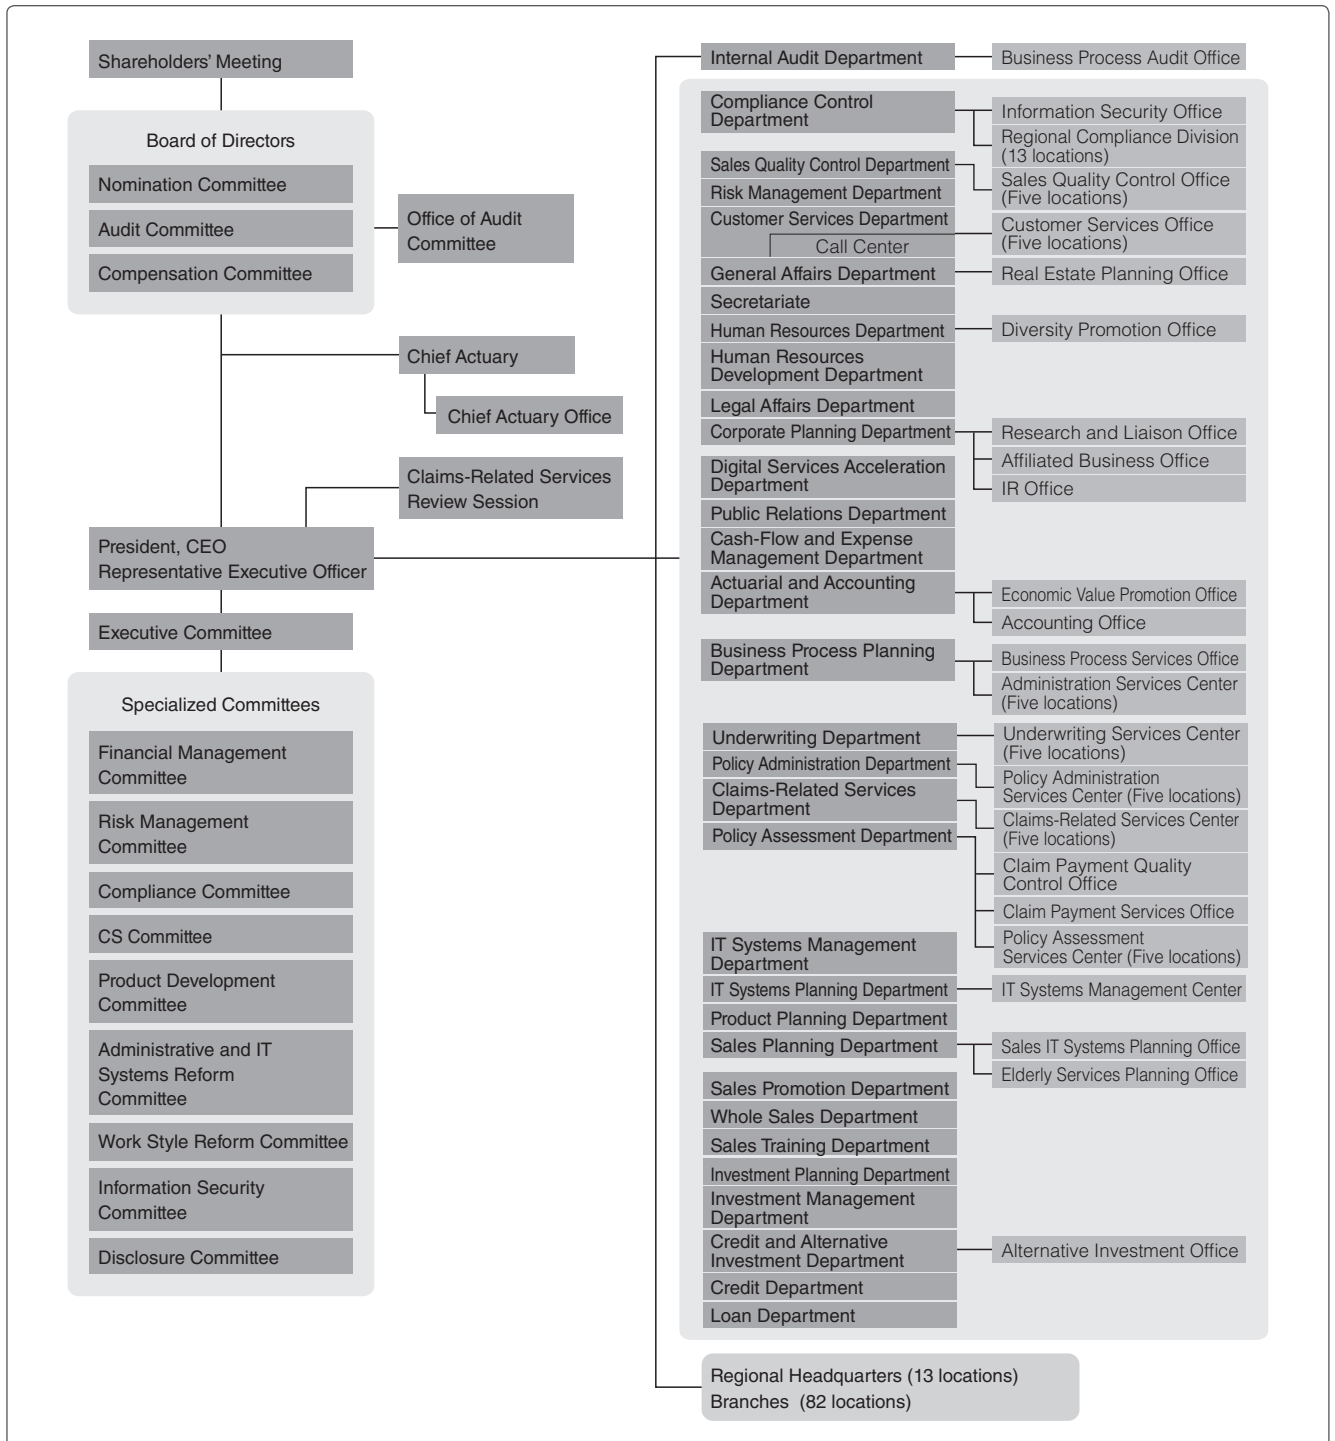 Shareholders' Meeting
Board of Directors
Nomination Committee
Audit Committee
Compensation Committee
Office of Audit
Committee
Chief Actuary
Chief Actuary Office
Claims-Related Services
Review Session
President, CEO
Representative Executive Officer
Executive Committee
Specialized Committees
Financial Management
Committee
Risk Management
Committee
Compliance Committee
CS Committee
Product Development
Committee
Administrative and IT
Systems Reform
Committee
Work Style Reform Committee
Information Security
Committee
Disclosure Committee
Internal Audit Department
Business Process Audit Office
Compliance Control
Department
Information Security Office
Regional Compliance Division
(13 locations)
Sales Quality Control Department
Sales Quality Control Office
(Five locations)
Risk Management Department
Customer Services Department
Call Center
Customer Services Office
(Five locations)
General Affairs Department
Real Estate Planning Office
Secretariate
Human Resources Department
Diversity Promotion Office
Human Resources
Development Department
Legal Affairs Department
Corporate Planning Department
Research and Liaison Office
Affiliated Business Office
IR Office
Digital Services Acceleration
Department
Public Relations Department
Cash-Flow and Expense
Management Department
Actuarial and Accounting
Department
Economic Value Promotion Office
Accounting Office
Business Process Planning
Department
Business Process Services Office
Administration Services Center
(Five locations)
Underwriting Department
Underwriting Services Center
(Five locations)
Policy Administration Department
Policy Administration
Services Center (Five locations)
Claims-Related Services
Department
Claims-Related Services Center
(Five locations)
Policy Assessment Department
Claim Payment Quality
Control Office
Claim Payment Services Office
Policy Assessment
Services Center (Five locations)
IT Systems Management
Department
IT Systems Planning Department
IT Systems Management Center
Product Planning Department
Sales Planning Department
Sales IT Systems Planning Office
Elderly Services Planning Office
Sales Promotion Department
Whole Sales Department
Sales Training Department
Investment Planning Department
Investment Management
Department
Credit and Alternative
Investment Department
Alternative Investment Office
Credit Department
Loan Department
Regional Headquarters (13 locations)
Branches (82 locations)